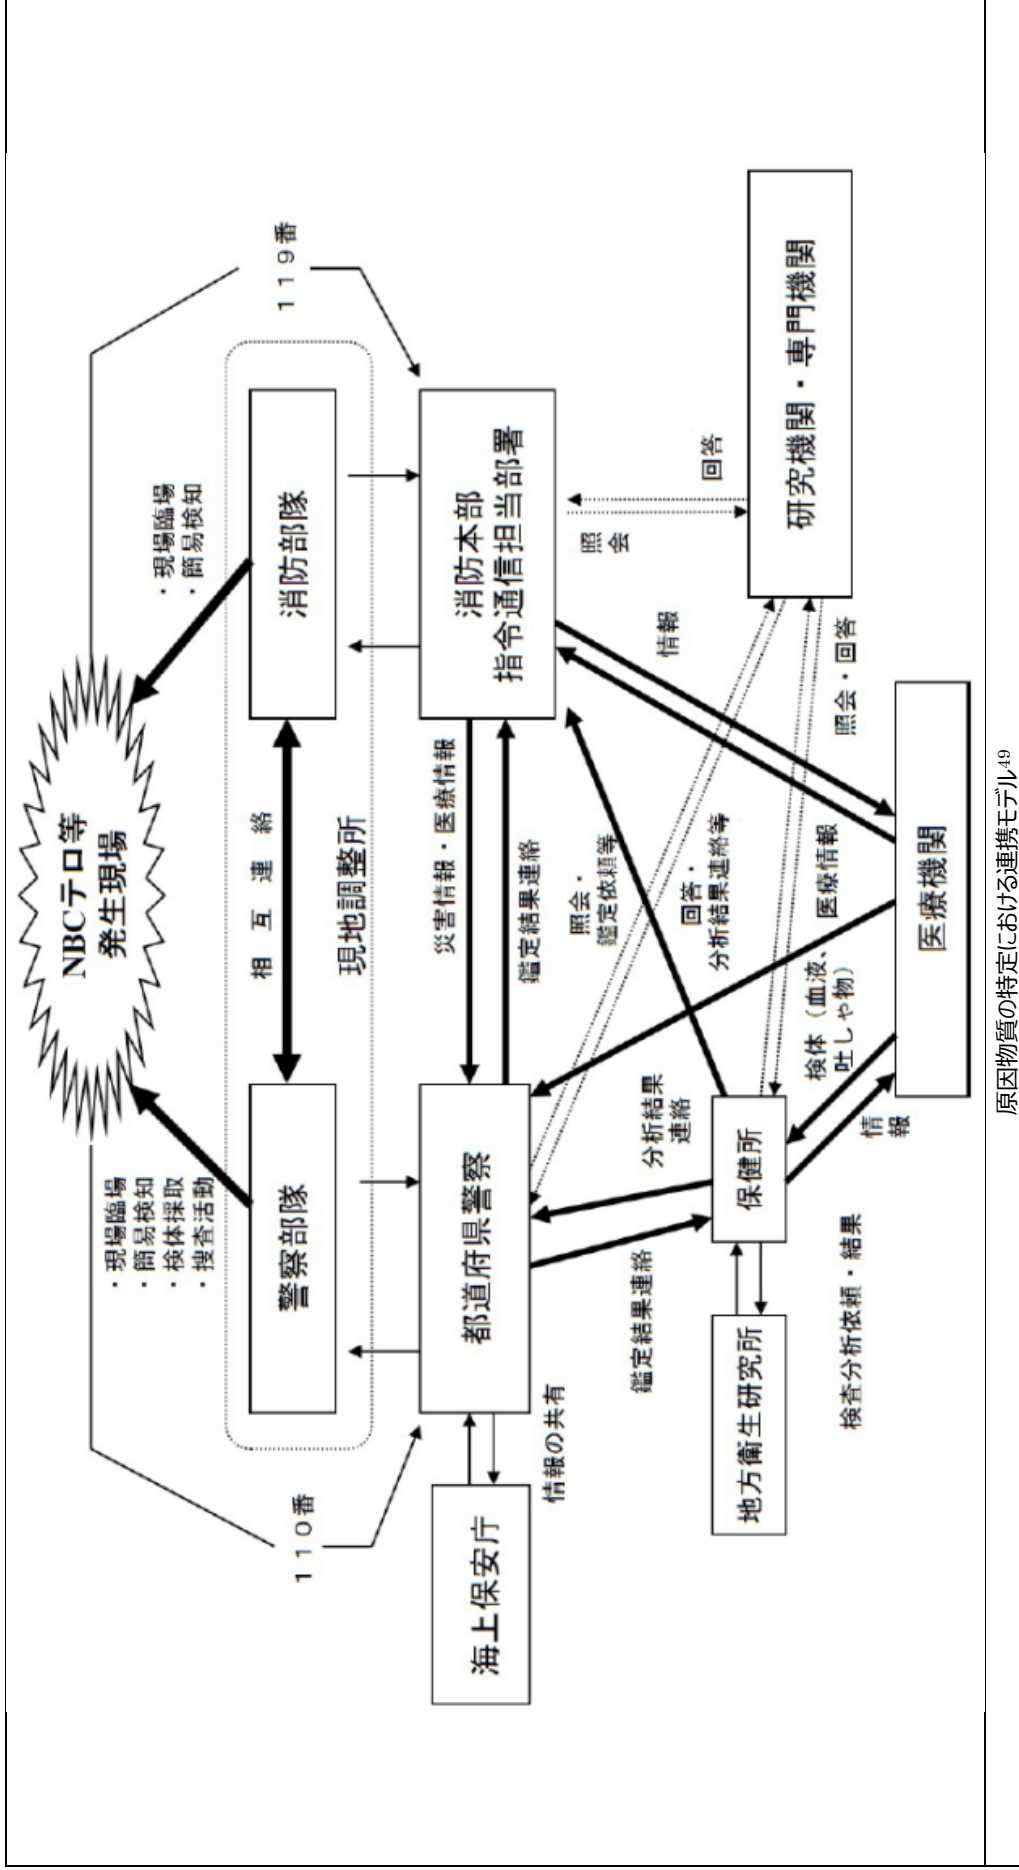 NBCテロ等
発生現場
・現場臨場
・簡易検知
・検体採取
・捜査活動
・現場臨場
・簡易検知
110番
119番
警察部隊
相互連絡
消防部隊
現地調整所
海上保安庁
情報の共有
都道府県警察
災害情報・医療情報
鑑定結果連絡
消防本部
指令通信担当部署
照会・
鑑定依頼等
回答・
分析結果連絡等
情報
照会
回答
鑑定結果連絡
分析結果
連絡
地方衛生研究所
保健所
検査分析依頼・結果
検体（血液、
吐しゃ物）
情報
医療情報
照会・回答
研究機関・専門機関
医療機関
原因物質の特定における連携モデル49